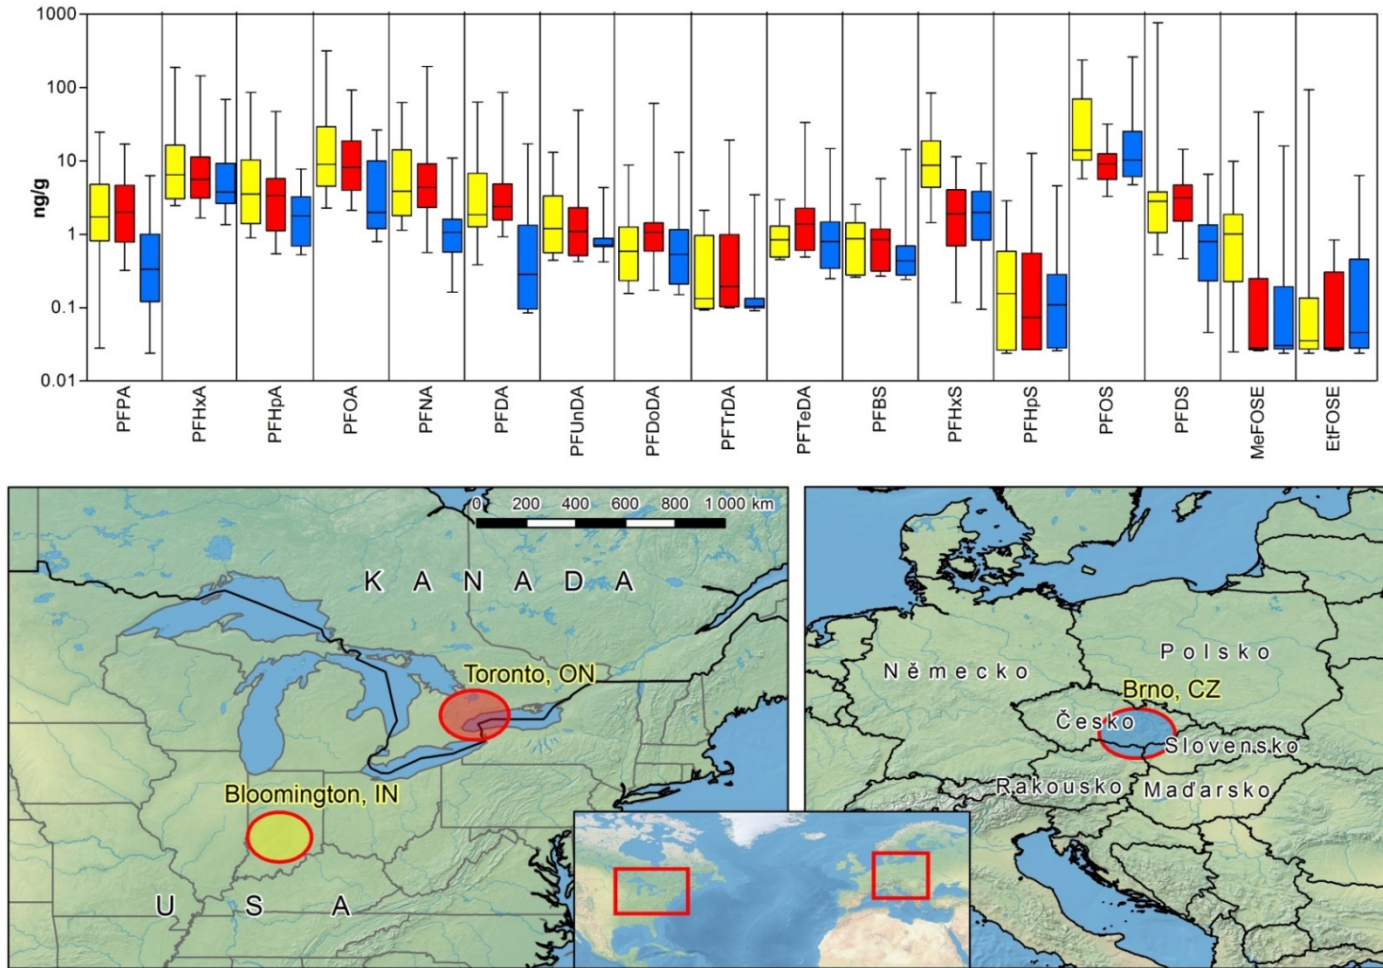 1000
100
10
1
0.1
0.01
ng/g
PFPA
PFHxA
PFHpA
PFOA
PFNA
PFDA
PFUnDA
PFDoDA
PFTrDA
PFTeDA
PFBS
PFHxS
PFHpS
PFOS
PFDS
MeFOSE
EtFOSE
0 200 400 600 800 1 000 km
KANADA
Toronto, ON
Bloomington, IN
USA
Polsko
Německo
Brno, CZ
Česko
Slovensko
Rakousko
Maďarsko